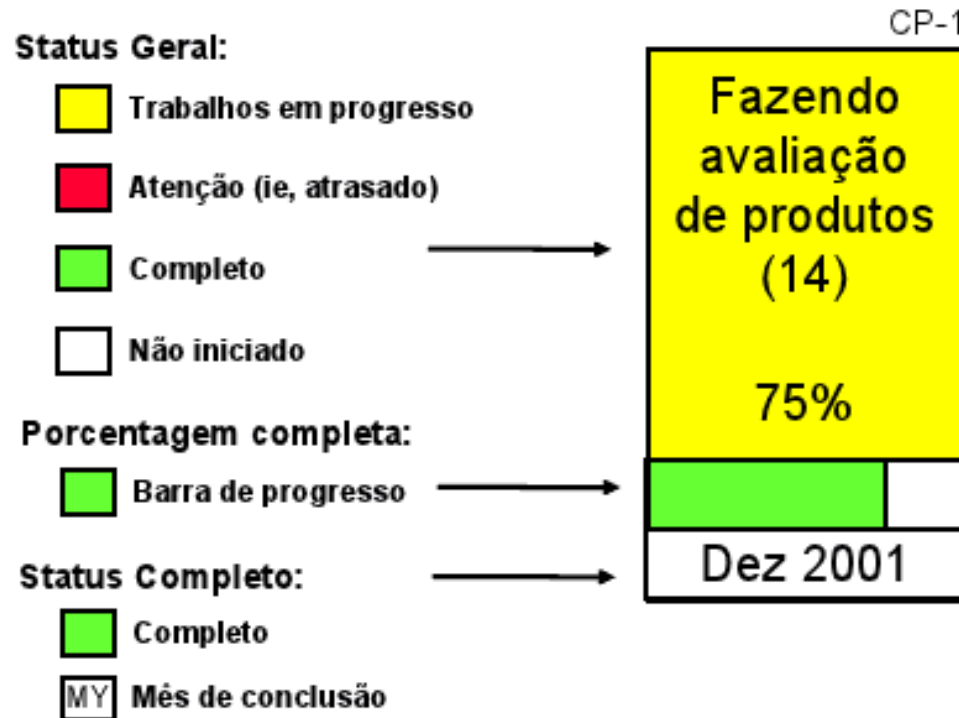 CP-1
Status Geral:
Trabalhos em progresso
Atenção (ie, atrasado)
Completo
Não iniciado
Porcentagem completa:
Barra de progresso
Status Completo:
Completo
MY Mês de conclusão
Fazendo
avaliação
de produtos
(14)
75%
Dez 2001